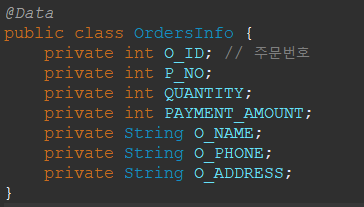 @Data
public class OrdersInfo {
    private int O_ID; // 주문번호
    private int P_NO;
    private int QUANTITY;
    private int PAYMENT_AMOUNT;
    private String O_NAME;
    private String O_PHONE;
    private String O_ADDRESS;
}